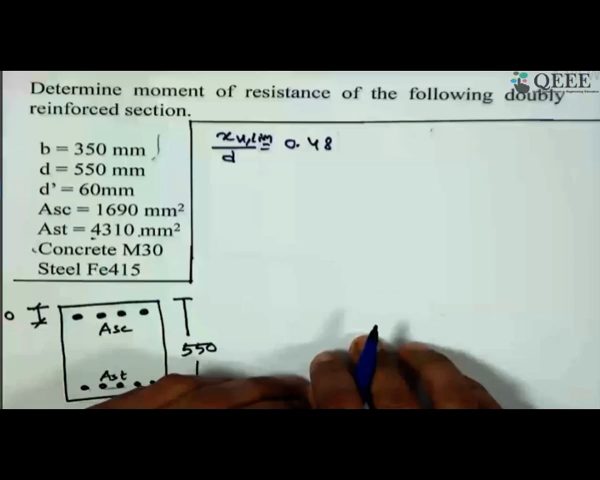 QEEE
Determine moment of resistance of the following doubly
reinforced section.
b = 350 mm
d = 550 mm
d' = 60mm
Asc = 1690 mm²
Ast = 4310 mm²
Concrete M30
Steel Fe415
xu,lim/d = 0.48
0
Asc
550
Ast